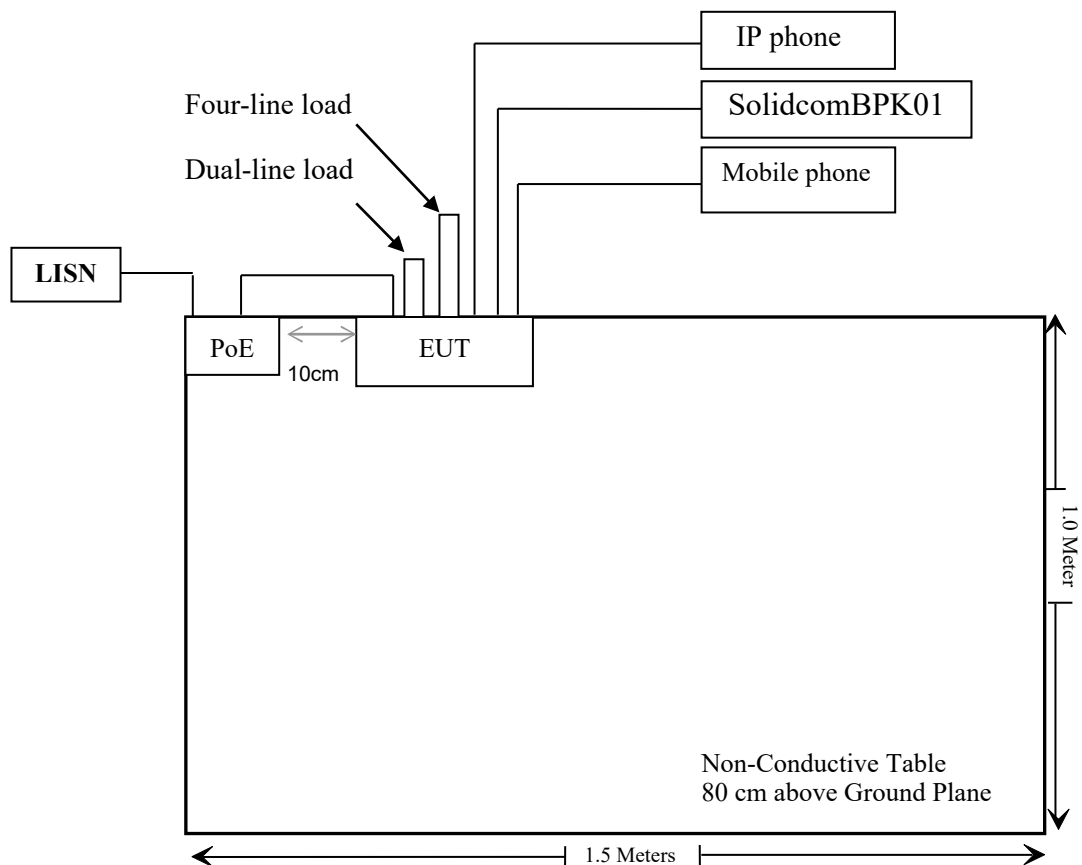 IP phone
Four-line load
SolidcomBPK01
Dual-line load
Mobile phone
LISN
PoE
EUT
10cm
1.0 Meter
Non-Conductive Table
80 cm above Ground Plane
1.5 Meters